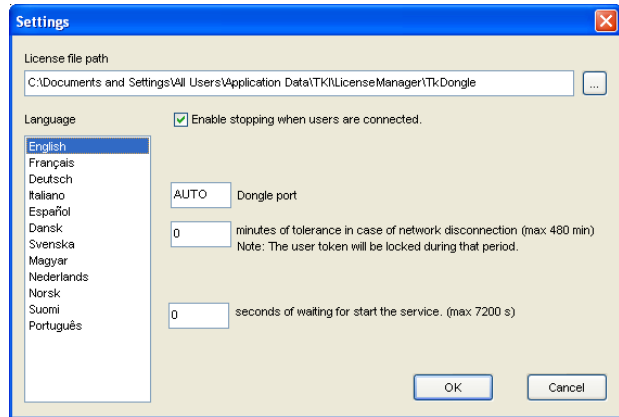 Settings
License file path
C:\Documents and Settings\All Users\Application Data\TKI\LicenseManager\TkDongle
...
Language
Enable stopping when users are connected.
English
Français
Deutsch
Italiano
Español
Dansk
Svenska
Magyar
Nederlands
Norsk
Suomi
Português
AUTO Dongle port
0 minutes of tolerance in case of network disconnection (max 480 min)
Note: The user token will be locked during that period.
0 seconds of waiting for start the service. (max 7200 s)
OK Cancel